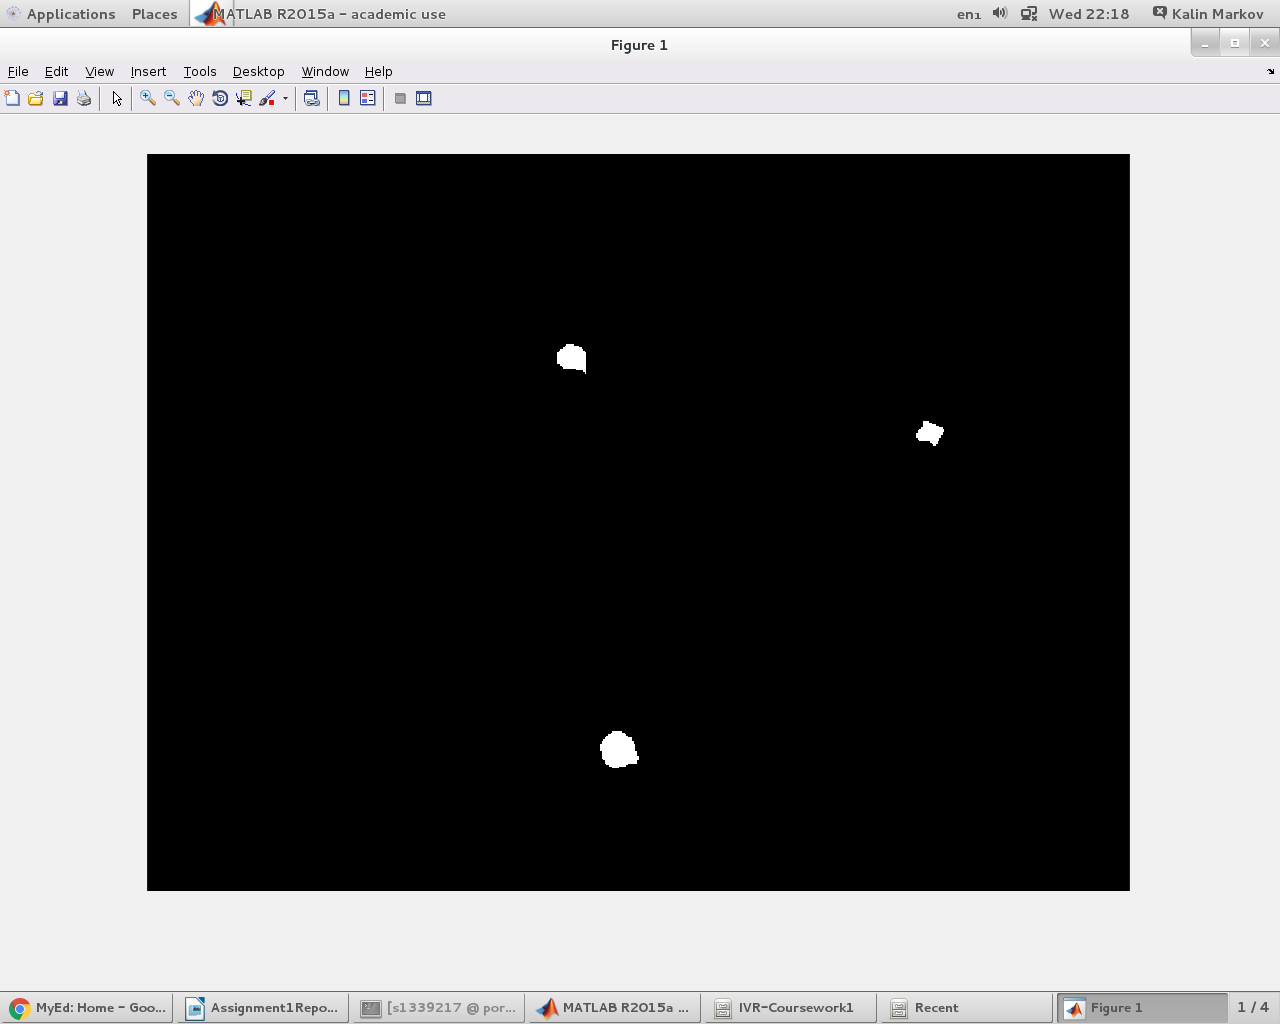 Applications Places MATLAB R2015a - academic use en1 Wed 22:18 Kalin Markov
Figure 1
File Edit View Insert Tools Desktop Window Help
MyEd: Home - Goo... Assignment1Repo... [s1339217 @ por... MATLAB R2015a ... IVR-Coursework1 Recent Figure 1 1 / 4